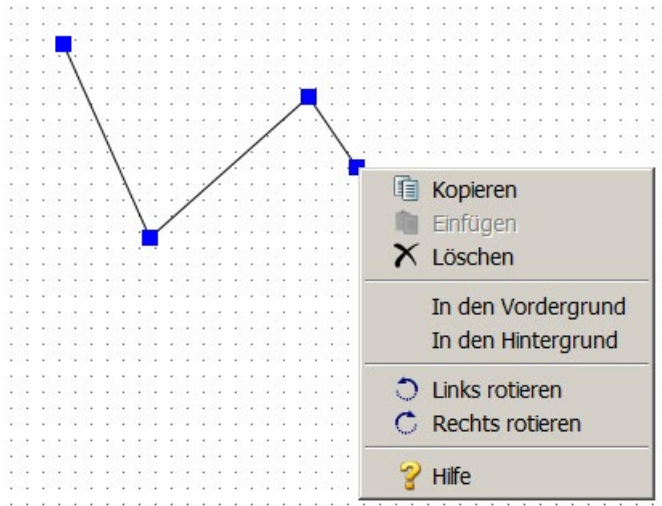 Kopieren
Einfügen
Löschen
In den Vordergrund
In den Hintergrund
Links rotieren
Rechts rotieren
Hilfe